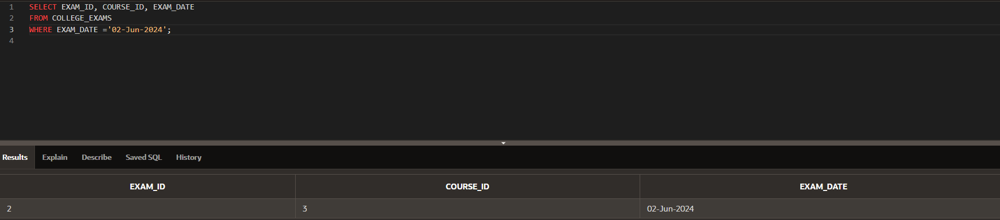 1 SELECT EXAM_ID, COURSE_ID, EXAM_DATE
2 FROM COLLEGE_EXAMS
3 WHERE EXAM_DATE ='02-Jun-2024';
4
Results Explain Describe Saved SQL History
EXAM_ID COURSE_ID EXAM_DATE
2 3 02-Jun-2024